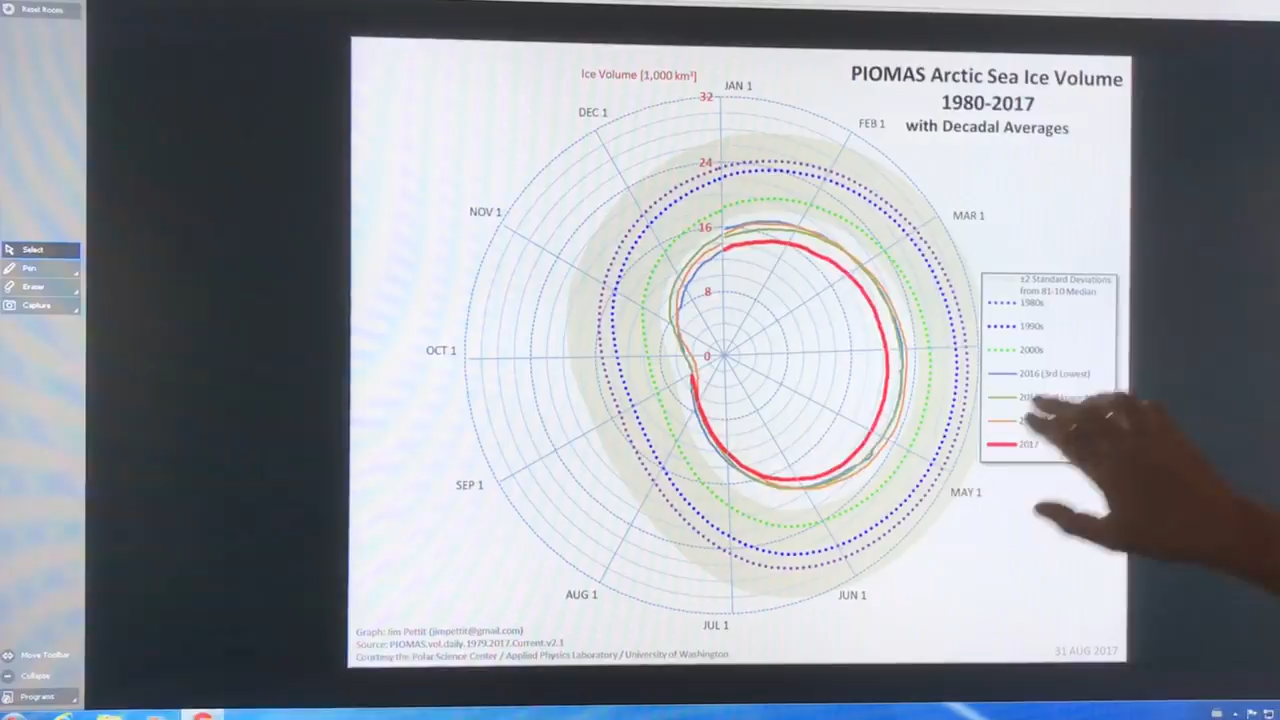 Reset Room
Select
Pen
Eraser
Capture
Move Toolbar
Collapse
Programs
PIOMAS Arctic Sea Ice Volume
1980-2017
with Decadal Averages
Ice Volume [1,000 km³]
JAN 1
FEB 1
MAR 1
MAY 1
JUN 1
JUL 1
AUG 1
SEP 1
OCT 1
NOV 1
DEC 1
32
24
16
8
0
±2 Standard Deviations
from 81-10 Median
1980s
1990s
2000s
2016 (3rd Lowest)
2017
Graph: Jim Pettit (jimpettit@gmail.com)
Source: PIOMAS.vol.daily.1979.2017.Current.v2.1
Courtesy the Polar Science Center / Applied Physics Laboratory / University of Washington
31 AUG 2017